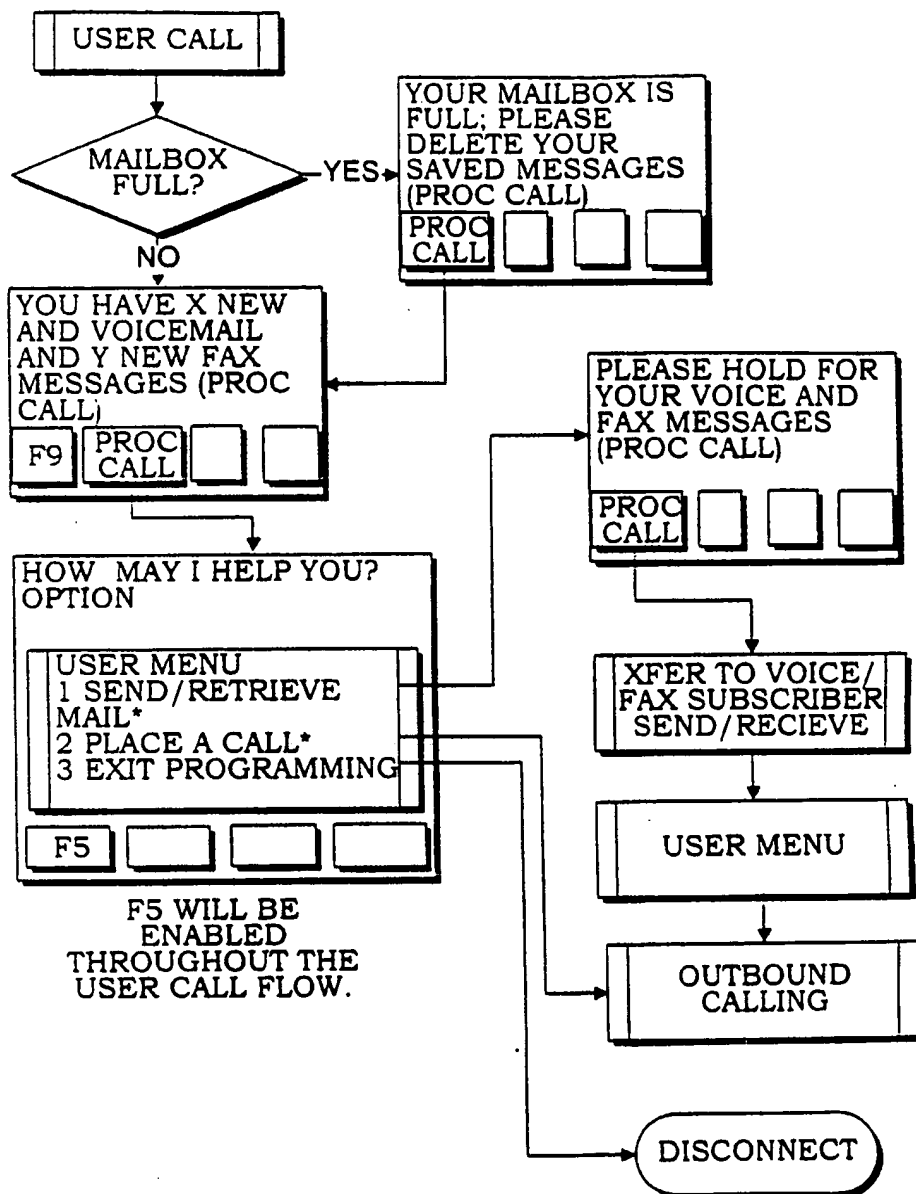 USER CALL
MAILBOX
FULL?
YES
NO
YOUR MAILBOX IS
FULL; PLEASE
DELETE YOUR
SAVED MESSAGES
(PROC CALL)
PROC
CALL
YOU HAVE X NEW
AND VOICEMAIL
AND Y NEW FAX
MESSAGES (PROC
CALL)
F9
PROC
CALL
HOW MAY I HELP YOU?
OPTION
USER MENU
1 SEND/RETRIEVE
MAIL*
2 PLACE A CALL*
3 EXIT PROGRAMMING
F5
F5 WILL BE
ENABLED
THROUGHOUT THE
USER CALL FLOW.
PLEASE HOLD FOR
YOUR VOICE AND
FAX MESSAGES
(PROC CALL)
PROC
CALL
XFER TO VOICE/
FAX SUBSCRIBER
SEND/RECIEVE
USER MENU
OUTBOUND
CALLING
DISCONNECT